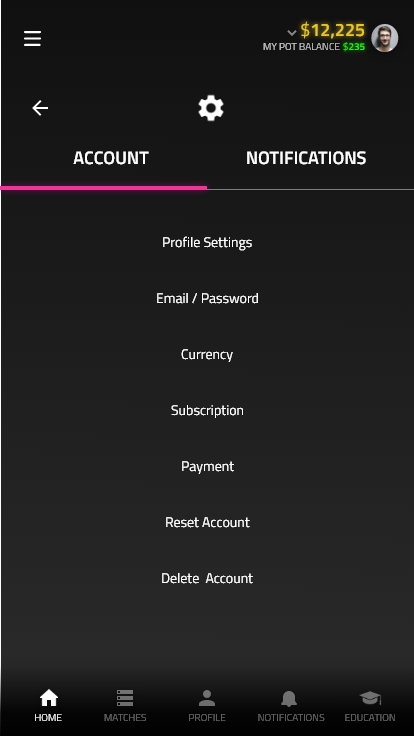 $12,225
MY POT BALANCE $235
ACCOUNT NOTIFICATIONS
Profile Settings
Email / Password
Currency
Subscription
Payment
Reset Account
Delete Account
HOME MATCHES PROFILE NOTIFICATIONS EDUCATION